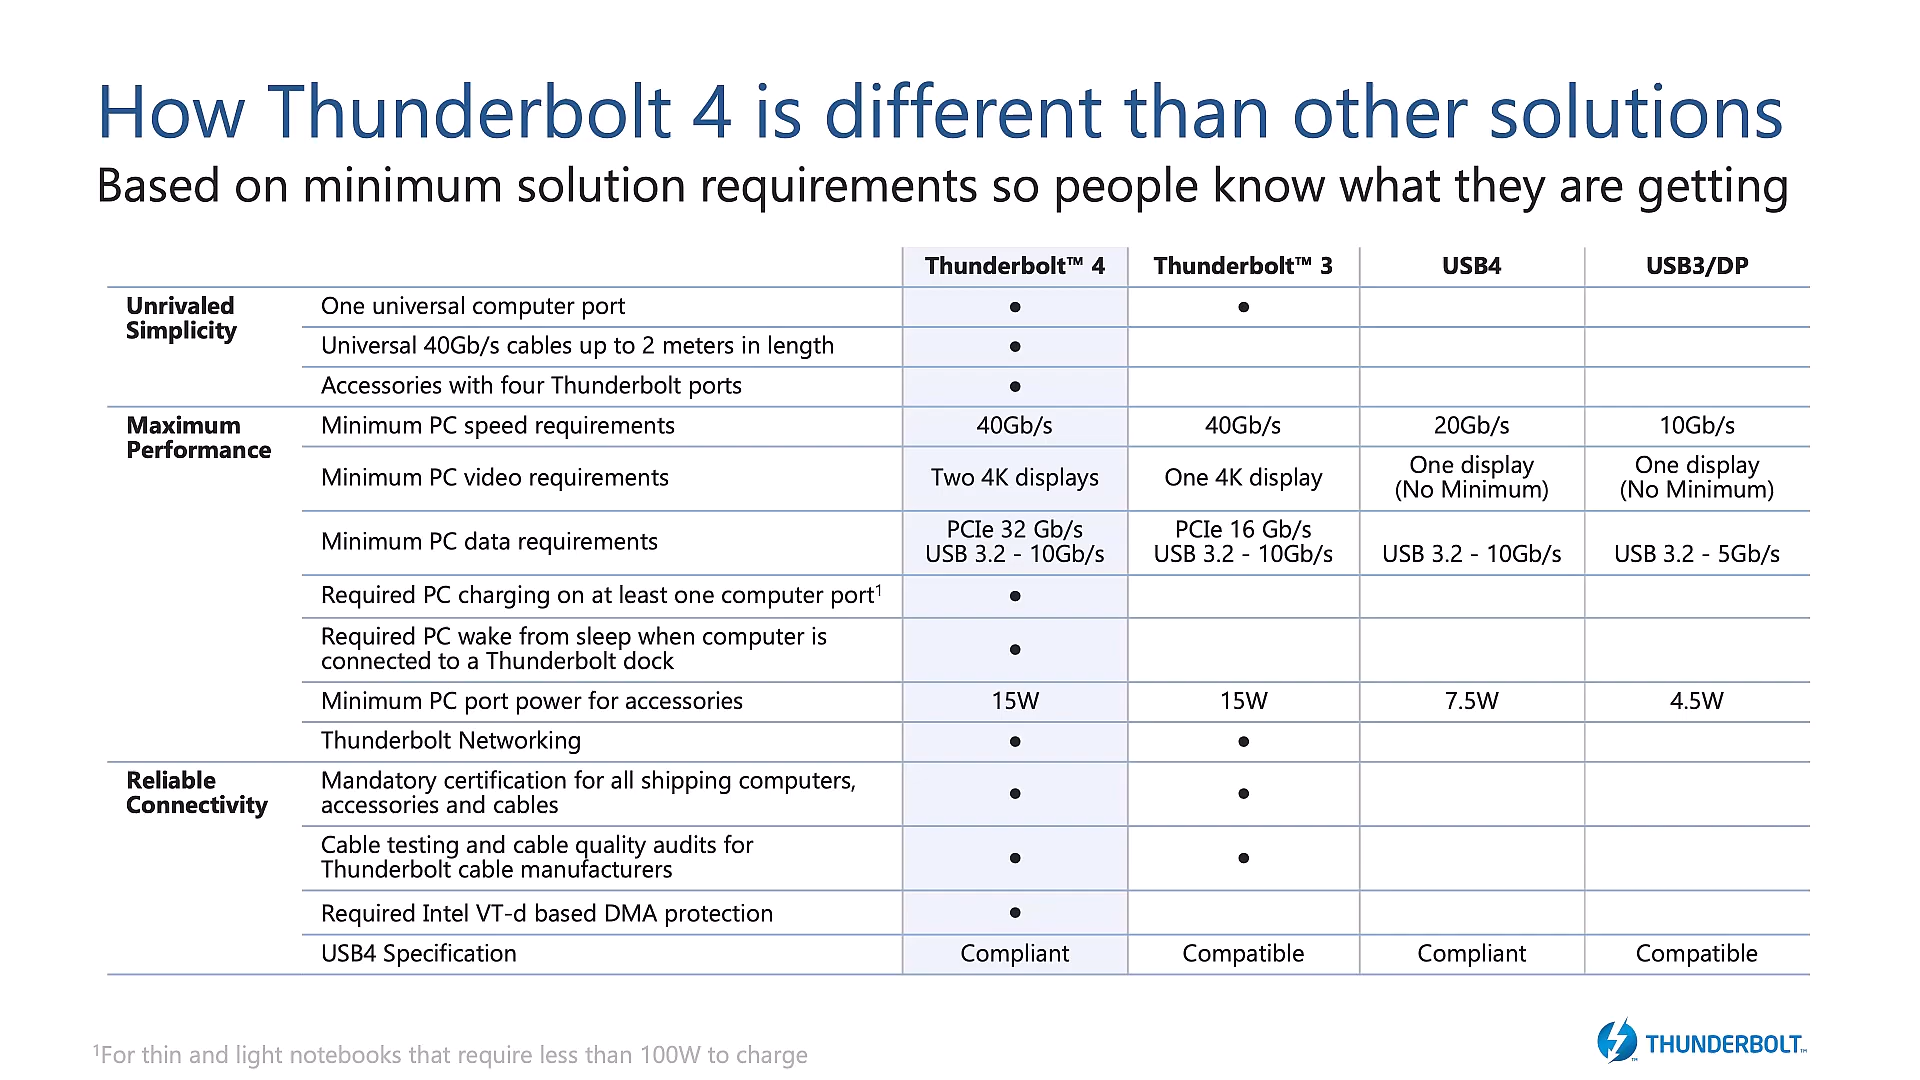 How Thunderbolt 4 is different than other solutions
Based on minimum solution requirements so people know what they are getting
Thunderbolt™ 4 Thunderbolt™ 3 USB4 USB3/DP
Unrivaled
Simplicity
One universal computer port ● ●
Universal 40Gb/s cables up to 2 meters in length ●
Accessories with four Thunderbolt ports ●
Maximum
Performance
Minimum PC speed requirements 40Gb/s 40Gb/s 20Gb/s 10Gb/s
Minimum PC video requirements Two 4K displays One 4K display One display
(No Minimum) One display
(No Minimum)
Minimum PC data requirements PCIe 32 Gb/s
USB 3.2 - 10Gb/s PCIe 16 Gb/s
USB 3.2 - 10Gb/s USB 3.2 - 10Gb/s USB 3.2 - 5Gb/s
Required PC charging on at least one computer port¹ ●
Required PC wake from sleep when computer is
connected to a Thunderbolt dock ●
Minimum PC port power for accessories 15W 15W 7.5W 4.5W
Thunderbolt Networking ● ●
Reliable
Connectivity
Mandatory certification for all shipping computers,
accessories and cables ● ●
Cable testing and cable quality audits for
Thunderbolt cable manufacturers ● ●
Required Intel VT-d based DMA protection ●
USB4 Specification Compliant Compatible Compliant Compatible
¹For thin and light notebooks that require less than 100W to charge
THUNDERBOLT™